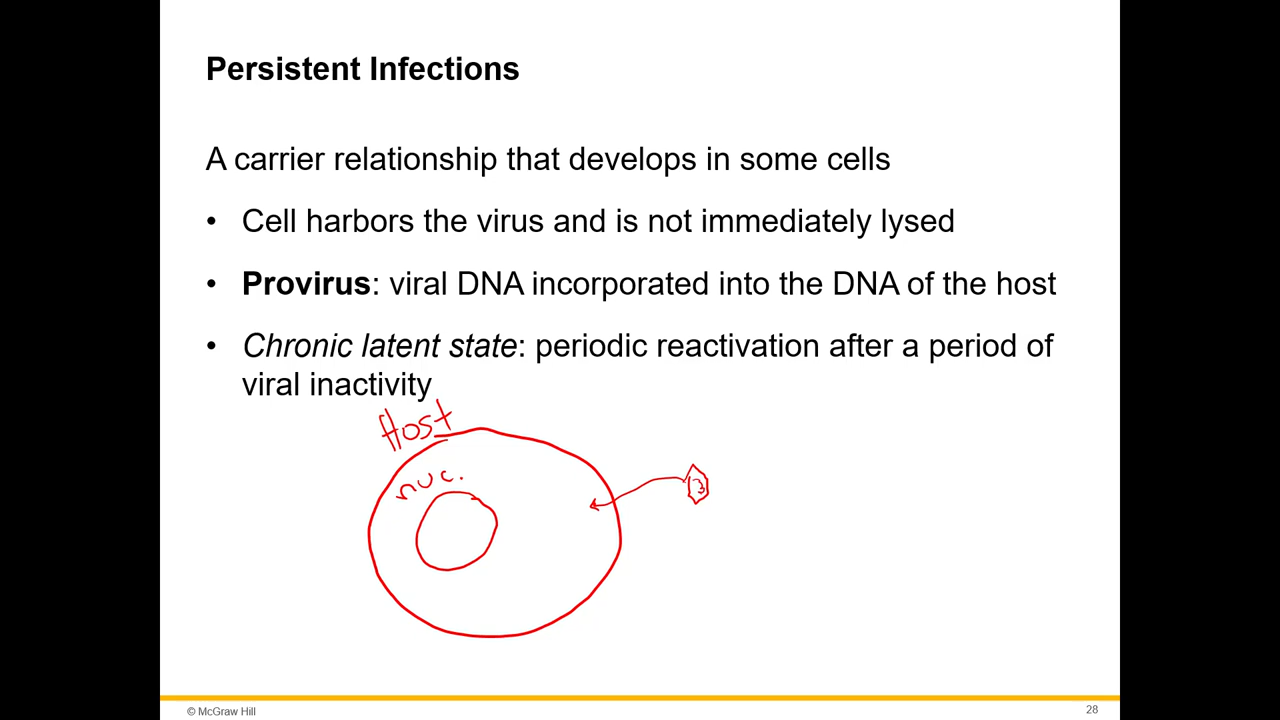 Persistent Infections
A carrier relationship that develops in some cells
• Cell harbors the virus and is not immediately lysed
• Provirus: viral DNA incorporated into the DNA of the host
• Chronic latent state: periodic reactivation after a period of
viral inactivity
Host
nuc.
© McGraw Hill
28